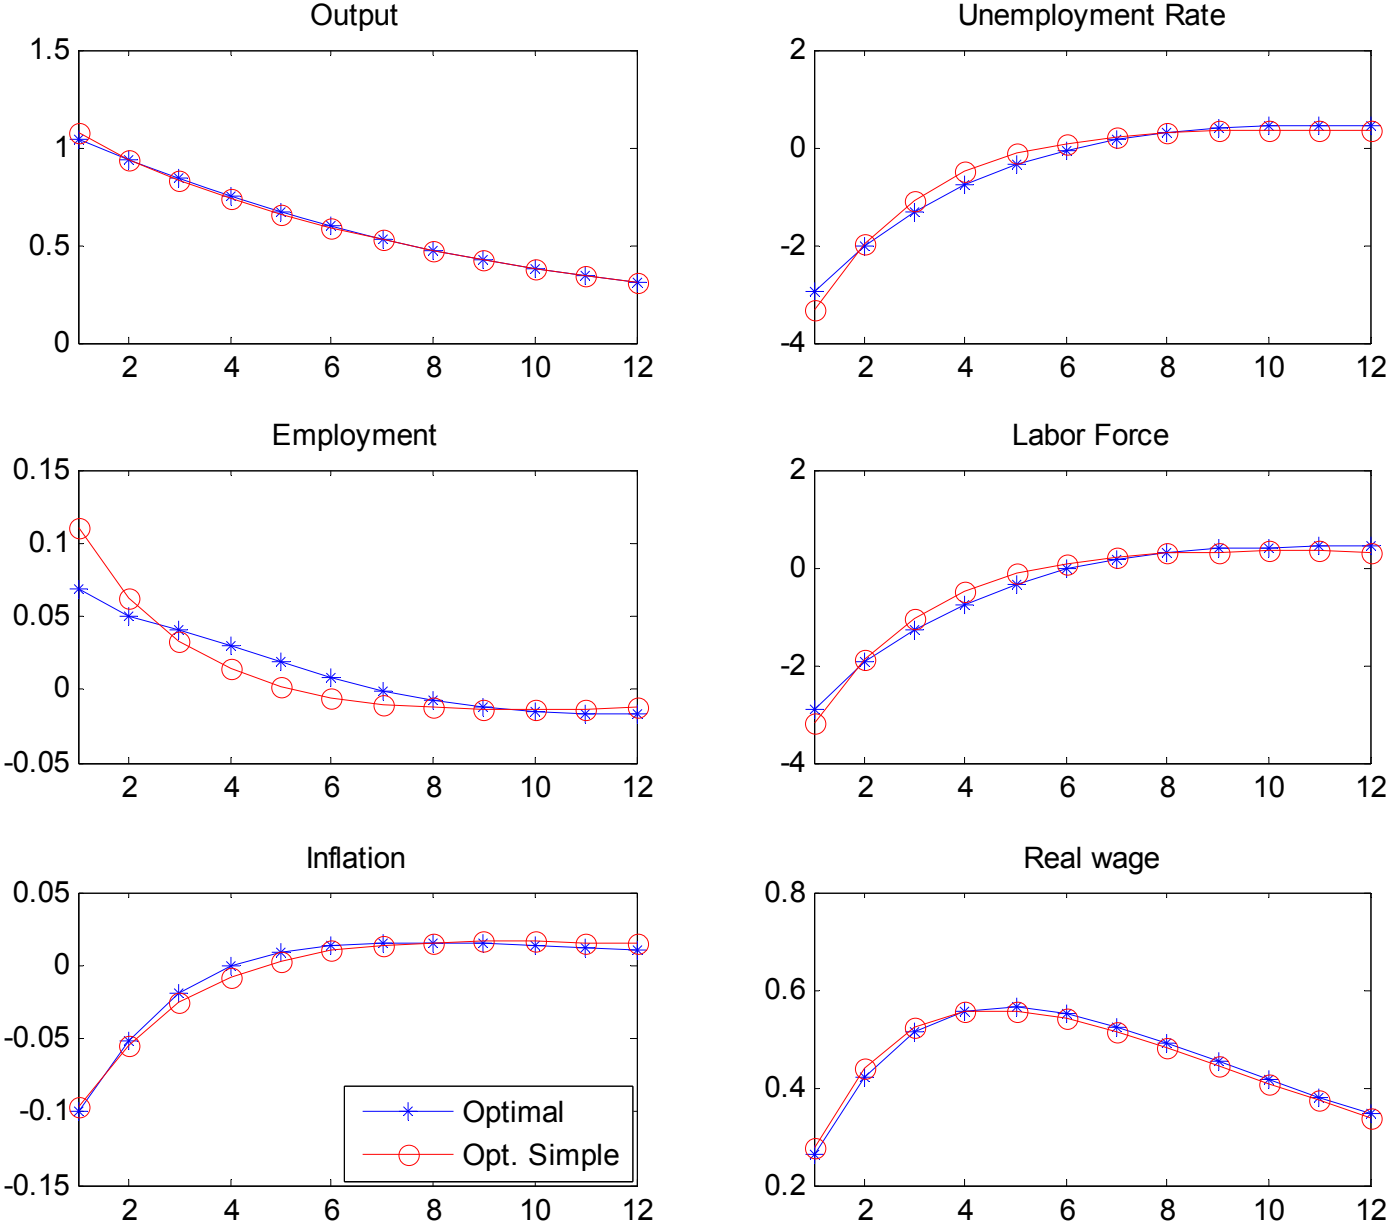 Output
1.5
1
0.5
0
2 4 6 8 10 12
Unemployment Rate
2
0
-2
-4
2 4 6 8 10 12
Employment
0.15
0.1
0.05
0
-0.05
2 4 6 8 10 12
Labor Force
2
0
-2
-4
2 4 6 8 10 12
Inflation
0.05
0
-0.05
-0.1
-0.15
2 4 6 8 10 12
Optimal
Opt. Simple
Real wage
0.8
0.6
0.4
0.2
2 4 6 8 10 12